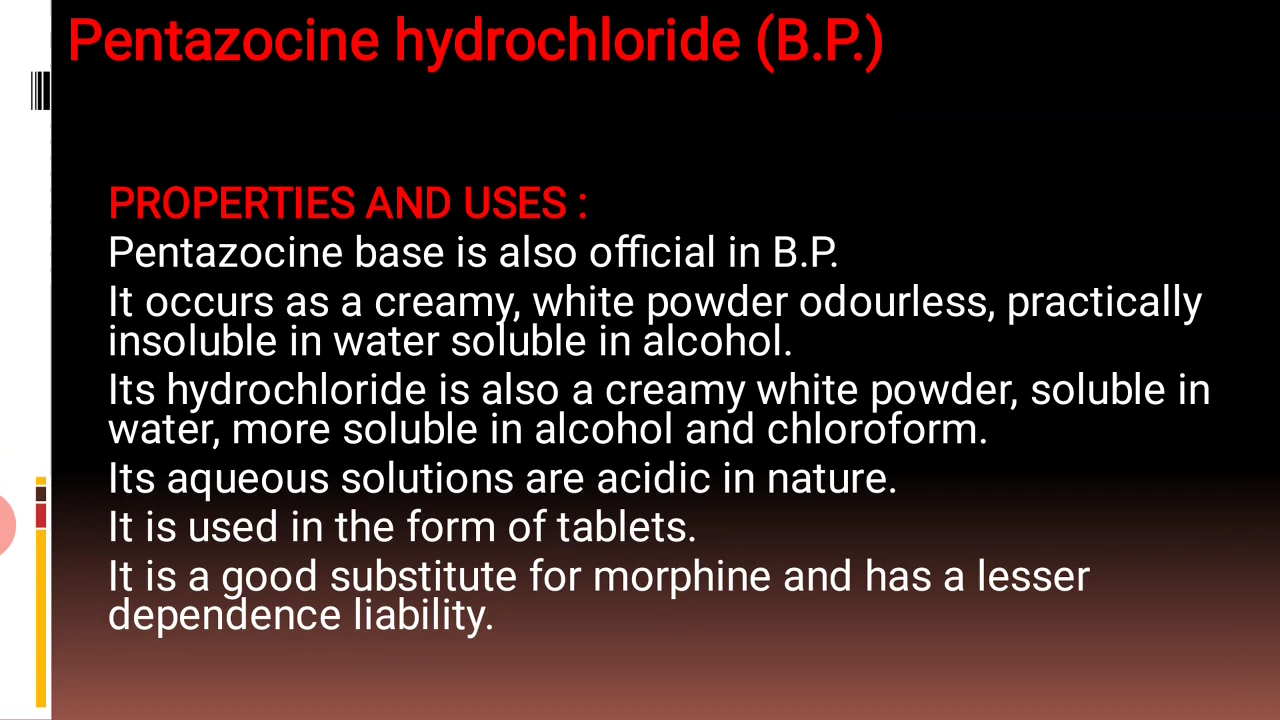 Pentazocine hydrochloride (B.P.)
PROPERTIES AND USES :
Pentazocine base is also official in B.P.
It occurs as a creamy, white powder odourless, practically
insoluble in water soluble in alcohol.
Its hydrochloride is also a creamy white powder, soluble in
water, more soluble in alcohol and chloroform.
Its aqueous solutions are acidic in nature.
It is used in the form of tablets.
It is a good substitute for morphine and has a lesser
dependence liability.